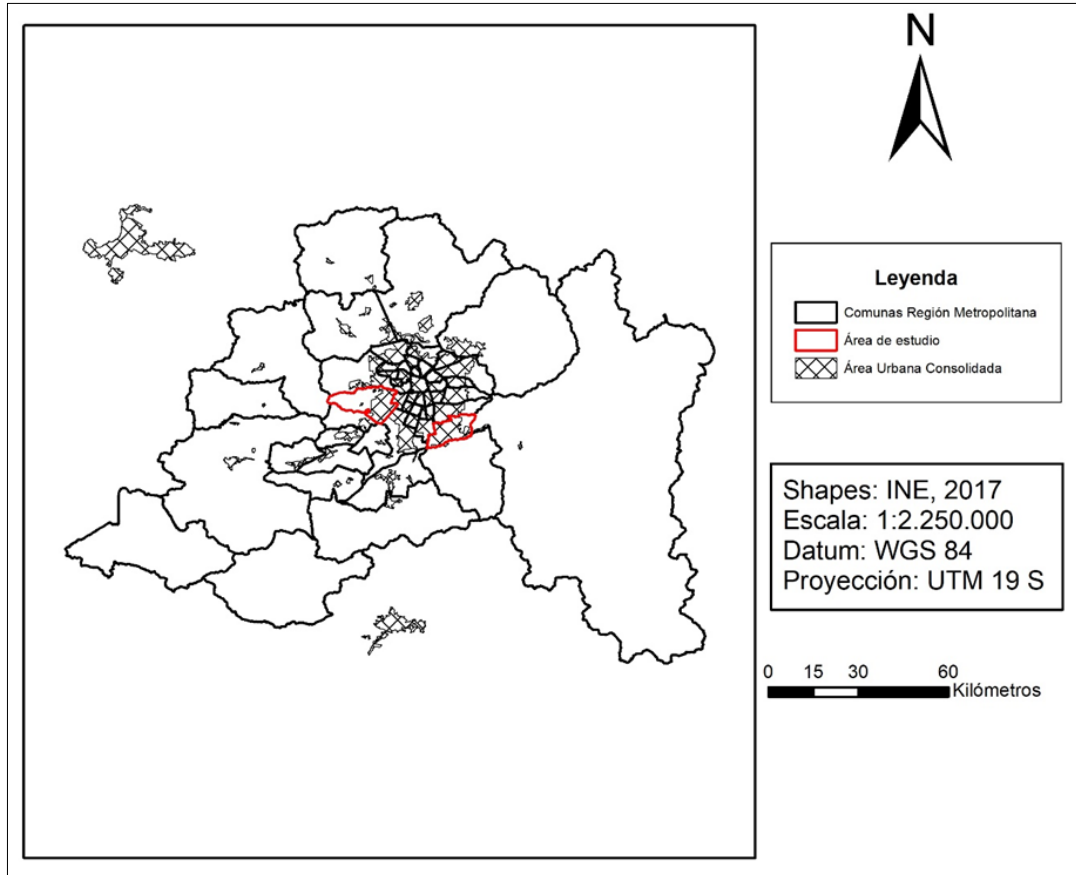 N
Leyenda
Comunas Región Metropolitana
Área de estudio
Área Urbana Consolidada
Shapes: INE, 2017
Escala: 1:2.250.000
Datum: WGS 84
Proyección: UTM 19 S
0 15 30 60
Kilómetros